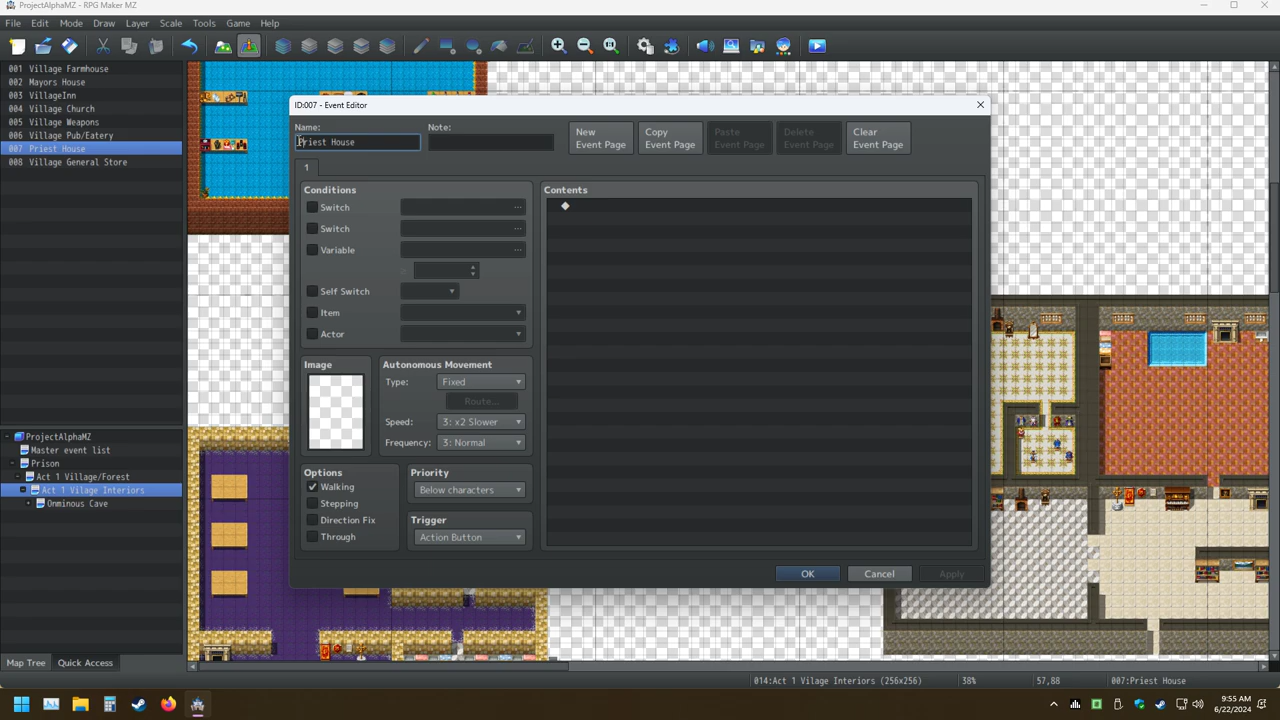 ProjectAlphaMZ - RPG Maker MZ
File Edit Mode Draw Layer Scale Tools Game Help
001 Village Farmhouse
002 Mayors House
003 VillageInn
004 Village Church
005 Village Weapons
006 Village Pub/Eatery
007 Priest House
008 Village General Store
ProjectAlphaMZ
Master event list
Prison
Act 1 Village/Forest
Act 1 Vilage Interiors
Onminous Cave
Map Tree Quick Access
ID:007 - Event Editor
Name: Note:
Priest House
New Event Page
Copy Event Page
Paste Event Page
Delete Event Page
Clear Event Page
1
Conditions
Switch ...
Switch ...
Variable ...
Self Switch
Item
Actor
Image
Autonomous Movement
Type: Fixed
Route...
Speed: 3: x2 Slower
Frequency: 3: Normal
Options
Walking
Stepping
Direction Fix
Through
Priority
Below characters
Trigger
Action Button
Contents
OK Cancel Apply
014:Act 1 Vilage Interiors (256x256) 38% 57,88 007:Priest House
9:55 AM
6/22/2024